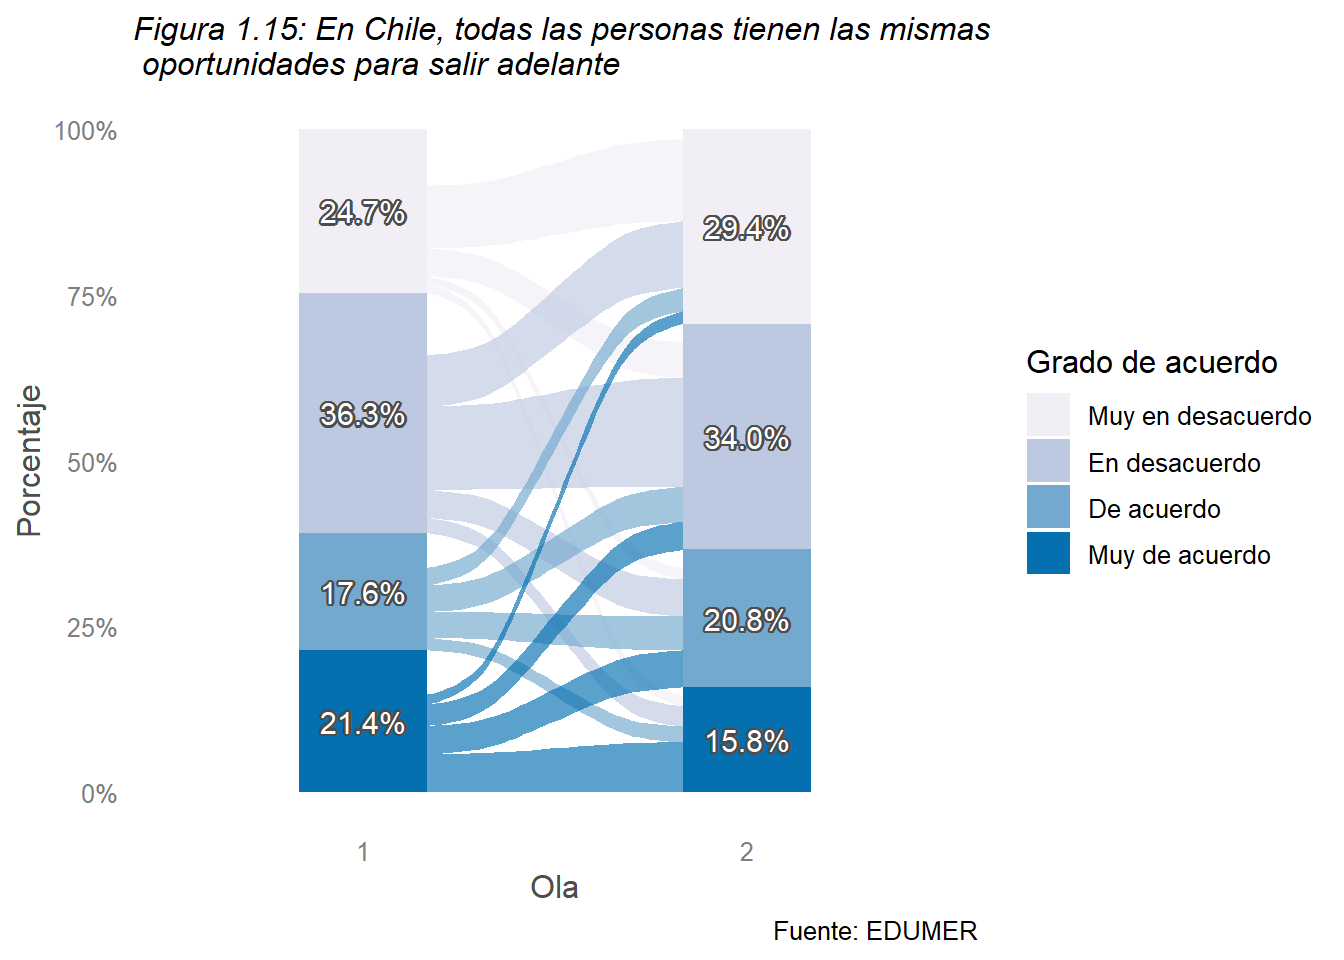 Figura 1.15: En Chile, todas las personas tienen las mismas
oportunidades para salir adelante
100%
75%
50%
25%
0%
Porcentaje
24.7%
36.3%
17.6%
21.4%
29.4%
34.0%
20.8%
15.8%
1
2
Ola
Grado de acuerdo
Muy en desacuerdo
En desacuerdo
De acuerdo
Muy de acuerdo
Fuente: EDUMER